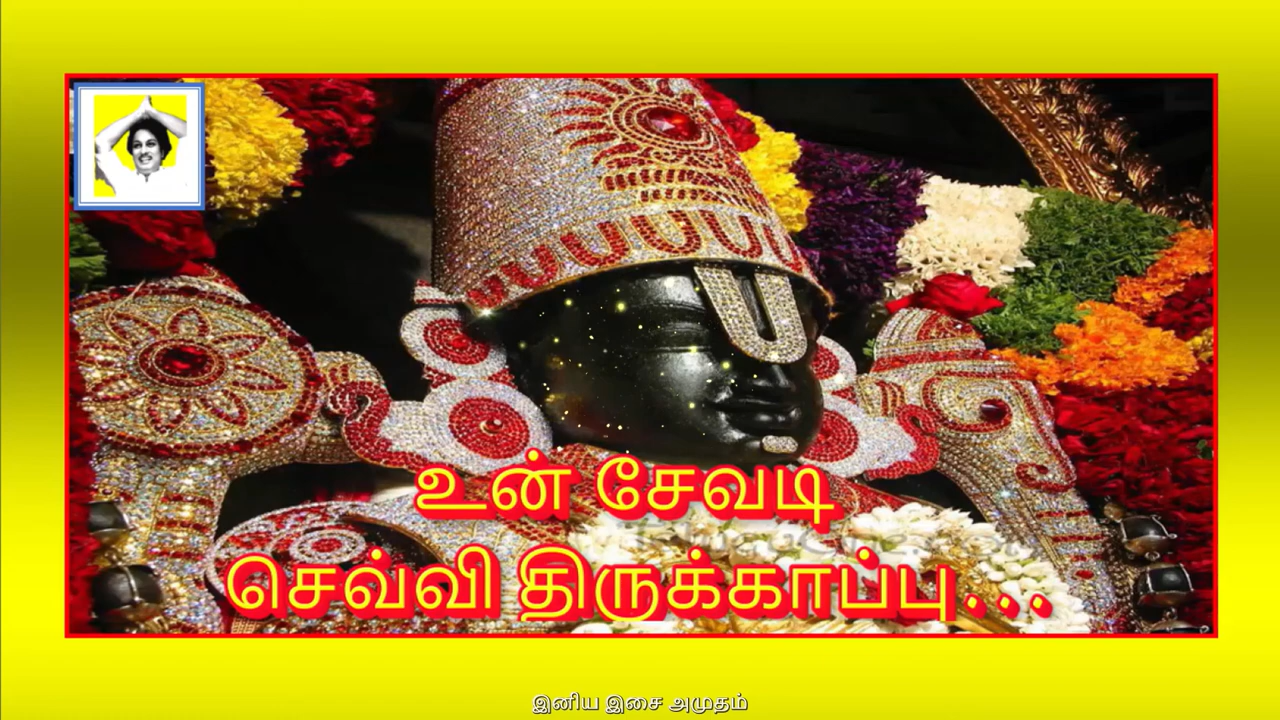 உன் சேவடி
செவ்வி திருக்காப்பு...
இனிய இசை அமுதம்